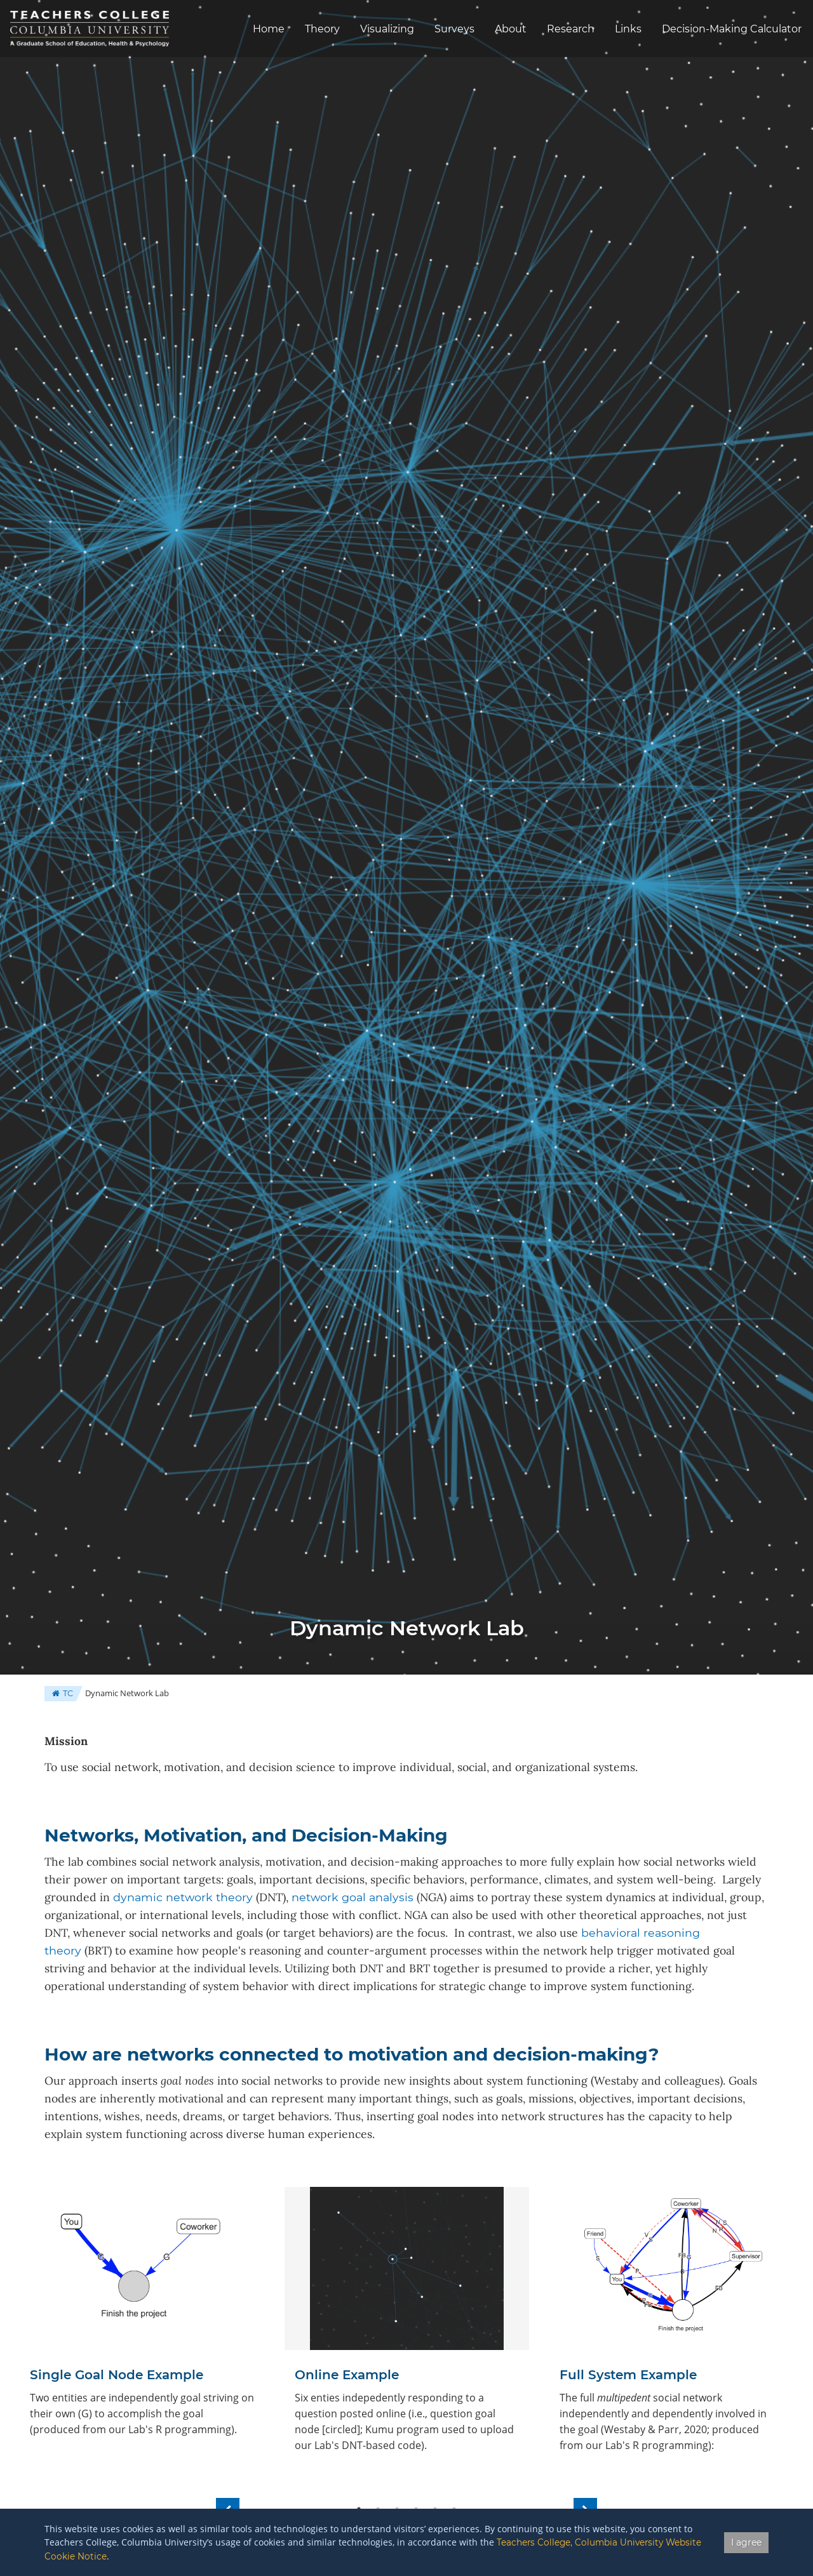 TEACHERS COLLEGE
COLUMBIA UNIVERSITY
A Graduate School of Education, Health & Psychology
Home Theory Visualizing Surveys About Research Links Decision-Making Calculator
Dynamic Network Lab
TC Dynamic Network Lab
Mission
To use social network, motivation, and decision science to improve individual, social, and organizational systems.
Networks, Motivation, and Decision-Making
The lab combines social network analysis, motivation, and decision-making approaches to more fully explain how social networks wield
their power on important targets: goals, important decisions, specific behaviors, performance, climates, and system well-being.  Largely
grounded in dynamic network theory (DNT), network goal analysis (NGA) aims to portray these system dynamics at individual, group,
organizational, or international levels, including those with conflict. NGA can also be used with other theoretical approaches, not just
DNT, whenever social networks and goals (or target behaviors) are the focus.  In contrast, we also use behavioral reasoning
theory (BRT) to examine how people's reasoning and counter-argument processes within the network help trigger motivated goal
striving and behavior at the individual levels. Utilizing both DNT and BRT together is presumed to provide a richer, yet highly
operational understanding of system behavior with direct implications for strategic change to improve system functioning.
How are networks connected to motivation and decision-making?
Our approach inserts goal nodes into social networks to provide new insights about system functioning (Westaby and colleagues). Goals
nodes are inherently motivational and can represent many important things, such as goals, missions, objectives, important decisions,
intentions, wishes, needs, dreams, or target behaviors. Thus, inserting goal nodes into network structures has the capacity to help
explain system functioning across diverse human experiences.
You
Coworker
G G
Finish the project
Coworker
Friend
Supervisor
You
Finish the project
Single Goal Node Example
Two entities are independently goal striving on
their own (G) to accomplish the goal
(produced from our Lab's R programming).
Online Example
Six enties indepedently responding to a
question posted online (i.e., question goal
node [circled]; Kumu program used to upload
our Lab's DNT-based code).
Full System Example
The full multipedent social network
independently and dependently involved in
the goal (Westaby & Parr, 2020; produced
from our Lab's R programming):
This website uses cookies as well as similar tools and technologies to understand visitors' experiences. By continuing to use this website, you consent to
Teachers College, Columbia University's usage of cookies and similar technologies, in accordance with the Teachers College, Columbia University Website
Cookie Notice.
I agree